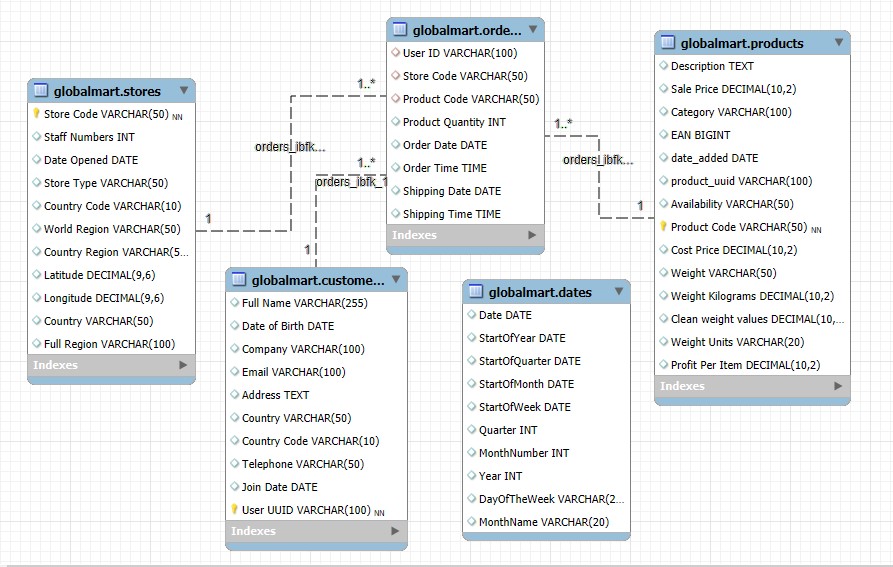 globalmart.stores
Store Code VARCHAR(50) NN
Staff Numbers INT
Date Opened DATE
Store Type VARCHAR(50)
Country Code VARCHAR(10)
World Region VARCHAR(50)
Country Region VARCHAR(5...
Latitude DECIMAL(9,6)
Longitude DECIMAL(9,6)
Country VARCHAR(50)
Full Region VARCHAR(100)
Indexes
1
orders_ibfk...
1..*
1..*
orders_ibfk_1
1
globalmart.orde...
User ID VARCHAR(100)
Store Code VARCHAR(50)
Product Code VARCHAR(50)
Product Quantity INT
Order Date DATE
Order Time TIME
Shipping Date DATE
Shipping Time TIME
Indexes
1..*
orders_ibfk...
1
globalmart.products
Description TEXT
Sale Price DECIMAL(10,2)
Category VARCHAR(100)
EAN BIGINT
date_added DATE
product_uuid VARCHAR(100)
Availability VARCHAR(50)
Product Code VARCHAR(50) NN
Cost Price DECIMAL(10,2)
Weight VARCHAR(50)
Weight Kilograms DECIMAL(10,2)
Clean weight values DECIMAL(10,...
Weight Units VARCHAR(20)
Profit Per Item DECIMAL(10,2)
Indexes
globalmart.custome...
Full Name VARCHAR(255)
Date of Birth DATE
Company VARCHAR(100)
Email VARCHAR(100)
Address TEXT
Country VARCHAR(50)
Country Code VARCHAR(10)
Telephone VARCHAR(50)
Join Date DATE
User UUID VARCHAR(100) NN
Indexes
globalmart.dates
Date DATE
StartOfYear DATE
StartOfQuarter DATE
StartOfMonth DATE
StartOfWeek DATE
Quarter INT
MonthNumber INT
Year INT
DayOfTheWeek VARCHAR(2...
MonthName VARCHAR(20)